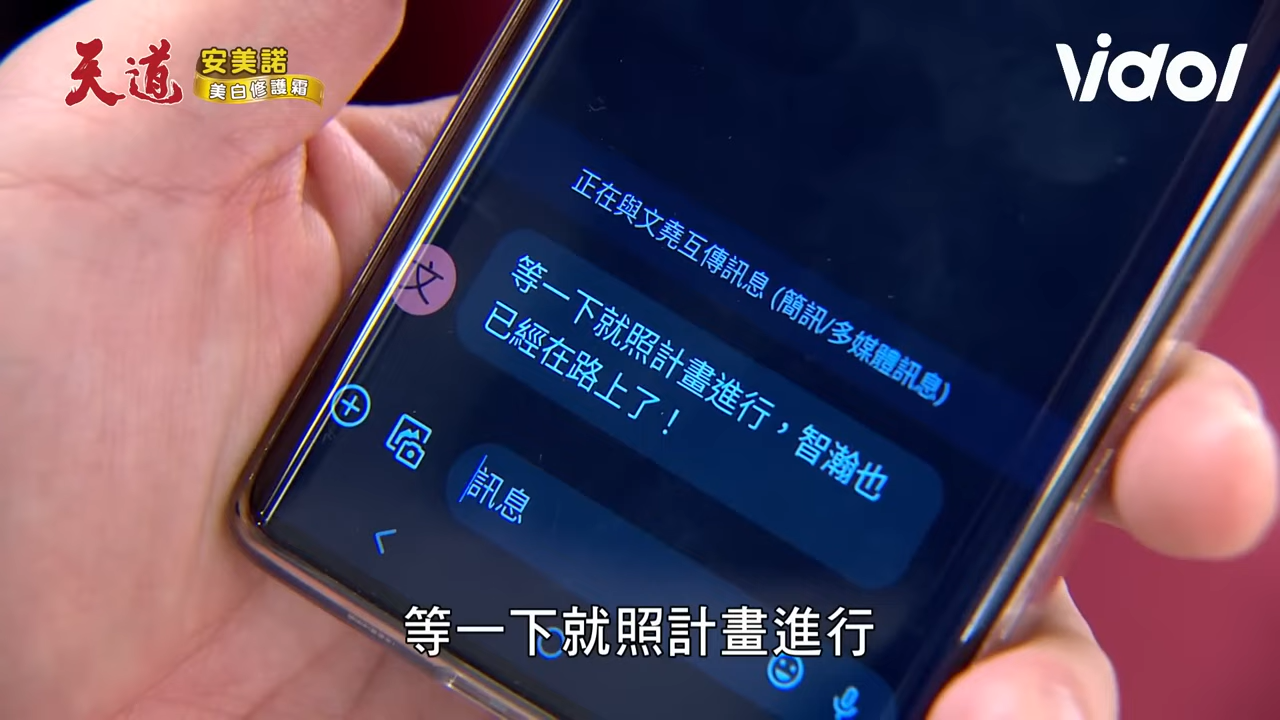 天道
安美諾
美白修護霜
Vidol
正在與文堯互傳訊息 (簡訊/多媒體訊息)
文
等一下就照計畫進行，智瀚也
已經在路上了！
訊息
等一下就照計畫進行